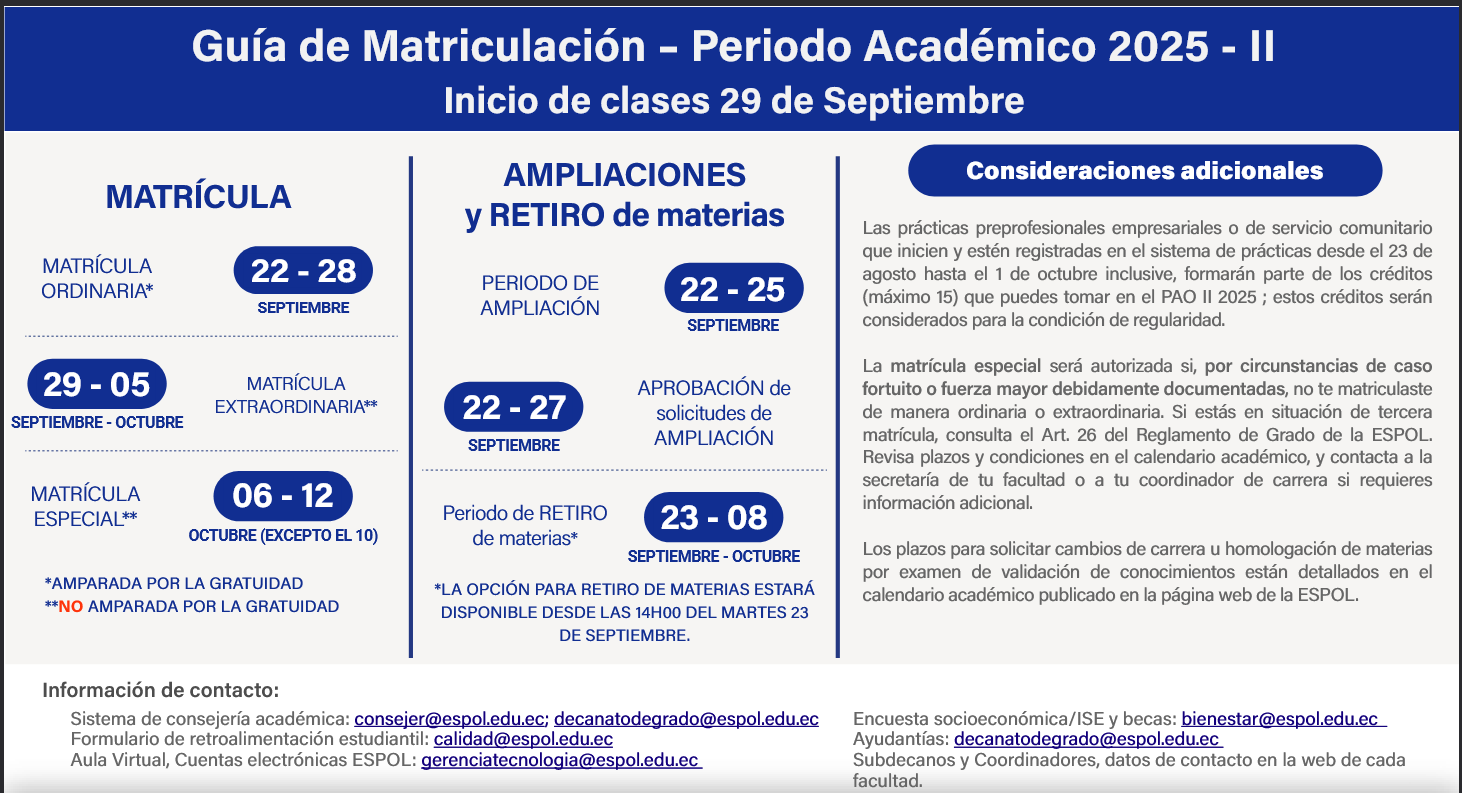 Guía de Matriculación – Periodo Académico 2025 - II
Inicio de clases 29 de Septiembre
MATRÍCULA
MATRÍCULA
ORDINARIA*
22 - 28
SEPTIEMBRE
29 - 05
SEPTIEMBRE - OCTUBRE
MATRÍCULA
EXTRAORDINARIA**
MATRÍCULA
ESPECIAL**
06 - 12
OCTUBRE (EXCEPTO EL 10)
*AMPARADA POR LA GRATUIDAD
**NO AMPARADA POR LA GRATUIDAD
AMPLIACIONES
y RETIRO de materias
PERIODO DE
AMPLIACIÓN
22 - 25
SEPTIEMBRE
22 - 27
SEPTIEMBRE
APROBACIÓN de
solicitudes de
AMPLIACIÓN
Periodo de RETIRO
de materias*
23 - 08
SEPTIEMBRE - OCTUBRE
*LA OPCIÓN PARA RETIRO DE MATERIAS ESTARÁ
DISPONIBLE DESDE LAS 14H00 DEL MARTES 23
DE SEPTIEMBRE.
Consideraciones adicionales
Las prácticas preprofesionales empresariales o de servicio comunitario
que inicien y estén registradas en el sistema de prácticas desde el 23 de
agosto hasta el 1 de octubre inclusive, formarán parte de los créditos
(máximo 15) que puedes tomar en el PAO II 2025 ; estos créditos serán
considerados para la condición de regularidad.
La matrícula especial será autorizada si, por circunstancias de caso
fortuito o fuerza mayor debidamente documentadas, no te matriculaste
de manera ordinaria o extraordinaria. Si estás en situación de tercera
matrícula, consulta el Art. 26 del Reglamento de Grado de la ESPOL.
Revisa plazos y condiciones en el calendario académico, y contacta a la
secretaría de tu facultad o a tu coordinador de carrera si requieres
información adicional.
Los plazos para solicitar cambios de carrera u homologación de materias
por examen de validación de conocimientos están detallados en el
calendario académico publicado en la página web de la ESPOL.
Información de contacto:
Sistema de consejería académica: consejer@espol.edu.ec; decanatodegrado@espol.edu.ec
Formulario de retroalimentación estudiantil: calidad@espol.edu.ec
Aula Virtual, Cuentas electrónicas ESPOL: gerenciatecnologia@espol.edu.ec
Encuesta socioeconómica/ISE y becas: bienestar@espol.edu.ec
Ayudantías: decanatodegrado@espol.edu.ec
Subdecanos y Coordinadores, datos de contacto en la web de cada
facultad.